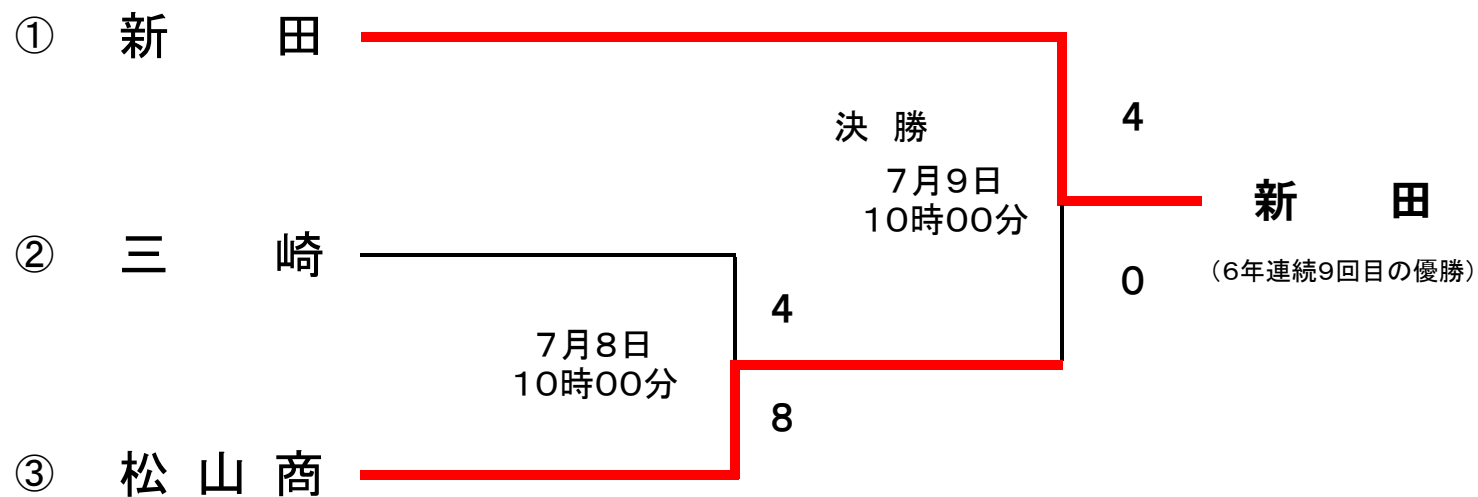 ① 新 田
決 勝
7月9日
10時00分
4
新 田
(6年連続9回目の優勝)
0
② 三 崎
7月8日
10時00分
4
8
③ 松 山 商